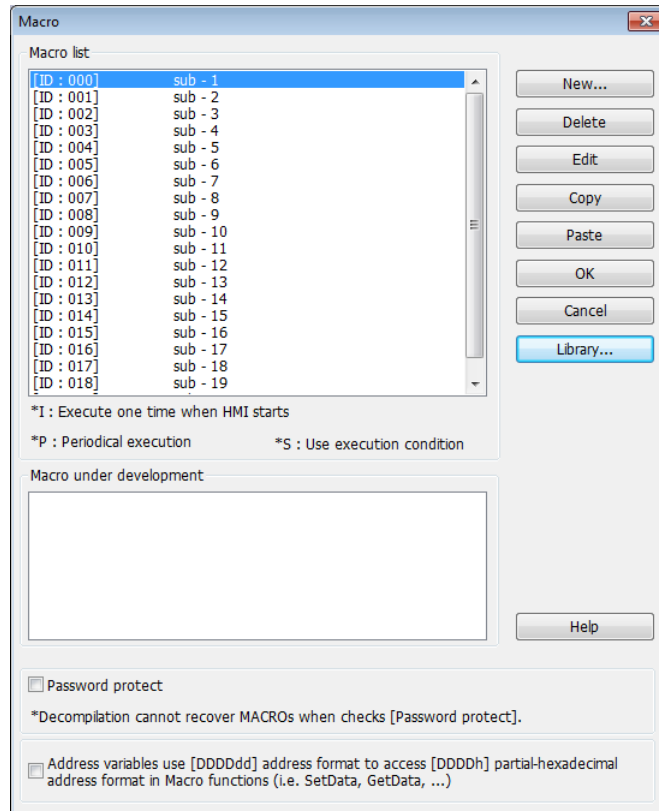 Macro
Macro list
[ID : 000] sub - 1
[ID : 001] sub - 2
[ID : 002] sub - 3
[ID : 003] sub - 4
[ID : 004] sub - 5
[ID : 005] sub - 6
[ID : 006] sub - 7
[ID : 007] sub - 8
[ID : 008] sub - 9
[ID : 009] sub - 10
[ID : 010] sub - 11
[ID : 011] sub - 12
[ID : 012] sub - 13
[ID : 013] sub - 14
[ID : 014] sub - 15
[ID : 015] sub - 16
[ID : 016] sub - 17
[ID : 017] sub - 18
[ID : 018] sub - 19
*I : Execute one time when HMI starts
*P : Periodical execution *S : Use execution condition
New...
Delete
Edit
Copy
Paste
OK
Cancel
Library...
Macro under development
Help
Password protect
*Decompilation cannot recover MACROs when checks [Password protect].
Address variables use [DDDDdd] address format to access [DDDDh] partial-hexadecimal
address format in Macro functions (i.e. SetData, GetData, ...)